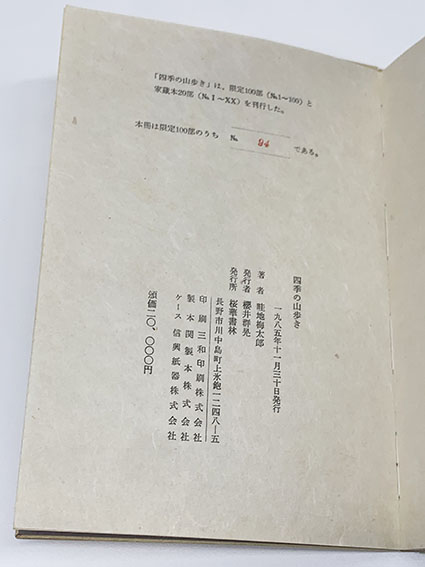 「四季の山歩き」は、限定100部（№1～100）と
家蔵本20部（№Ⅰ～XX）を刊行した。
本術は限定100部のうち № 94 である。
四季の山歩き
一九八五年十一月三十日発行
著者 畦地梅太郎
発行者 櫻井群晃
発行所 桜華書林
長野市川中島町上氷鉋一二四八―五
印刷 三和印刷株式会社
製本 関製本株式会社
ケース 信興紙器株式会社
頒価二〇、〇〇〇円